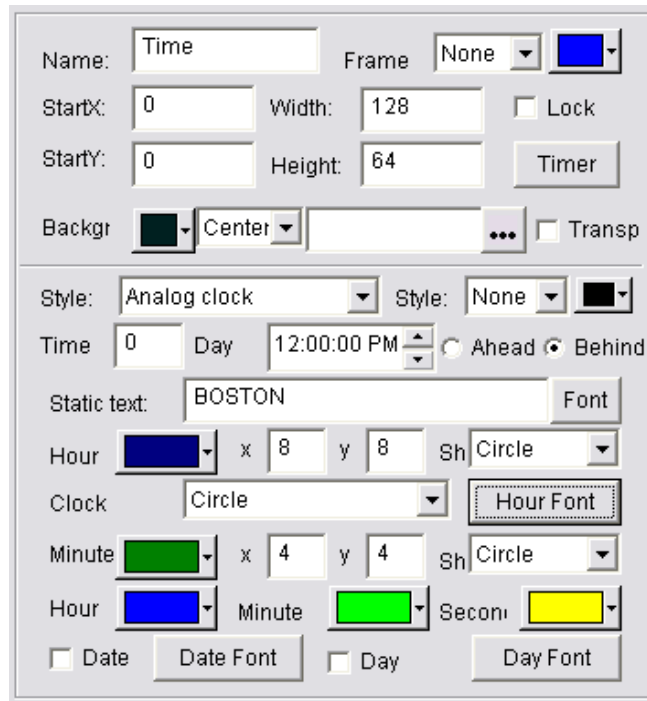 Name: Time Frame None
StartX: 0 Width: 128 Lock
StartY: 0 Height: 64 Timer
Backgr Center ... Transp
Style: Analog clock Style: None
Time 0 Day 12:00:00 PM Ahead Behind
Static text: BOSTON Font
Hour x 8 y 8 Sh Circle
Clock Circle Hour Font
Minute x 4 y 4 Sh Circle
Hour Minute Secon
Date Date Font Day Day Font